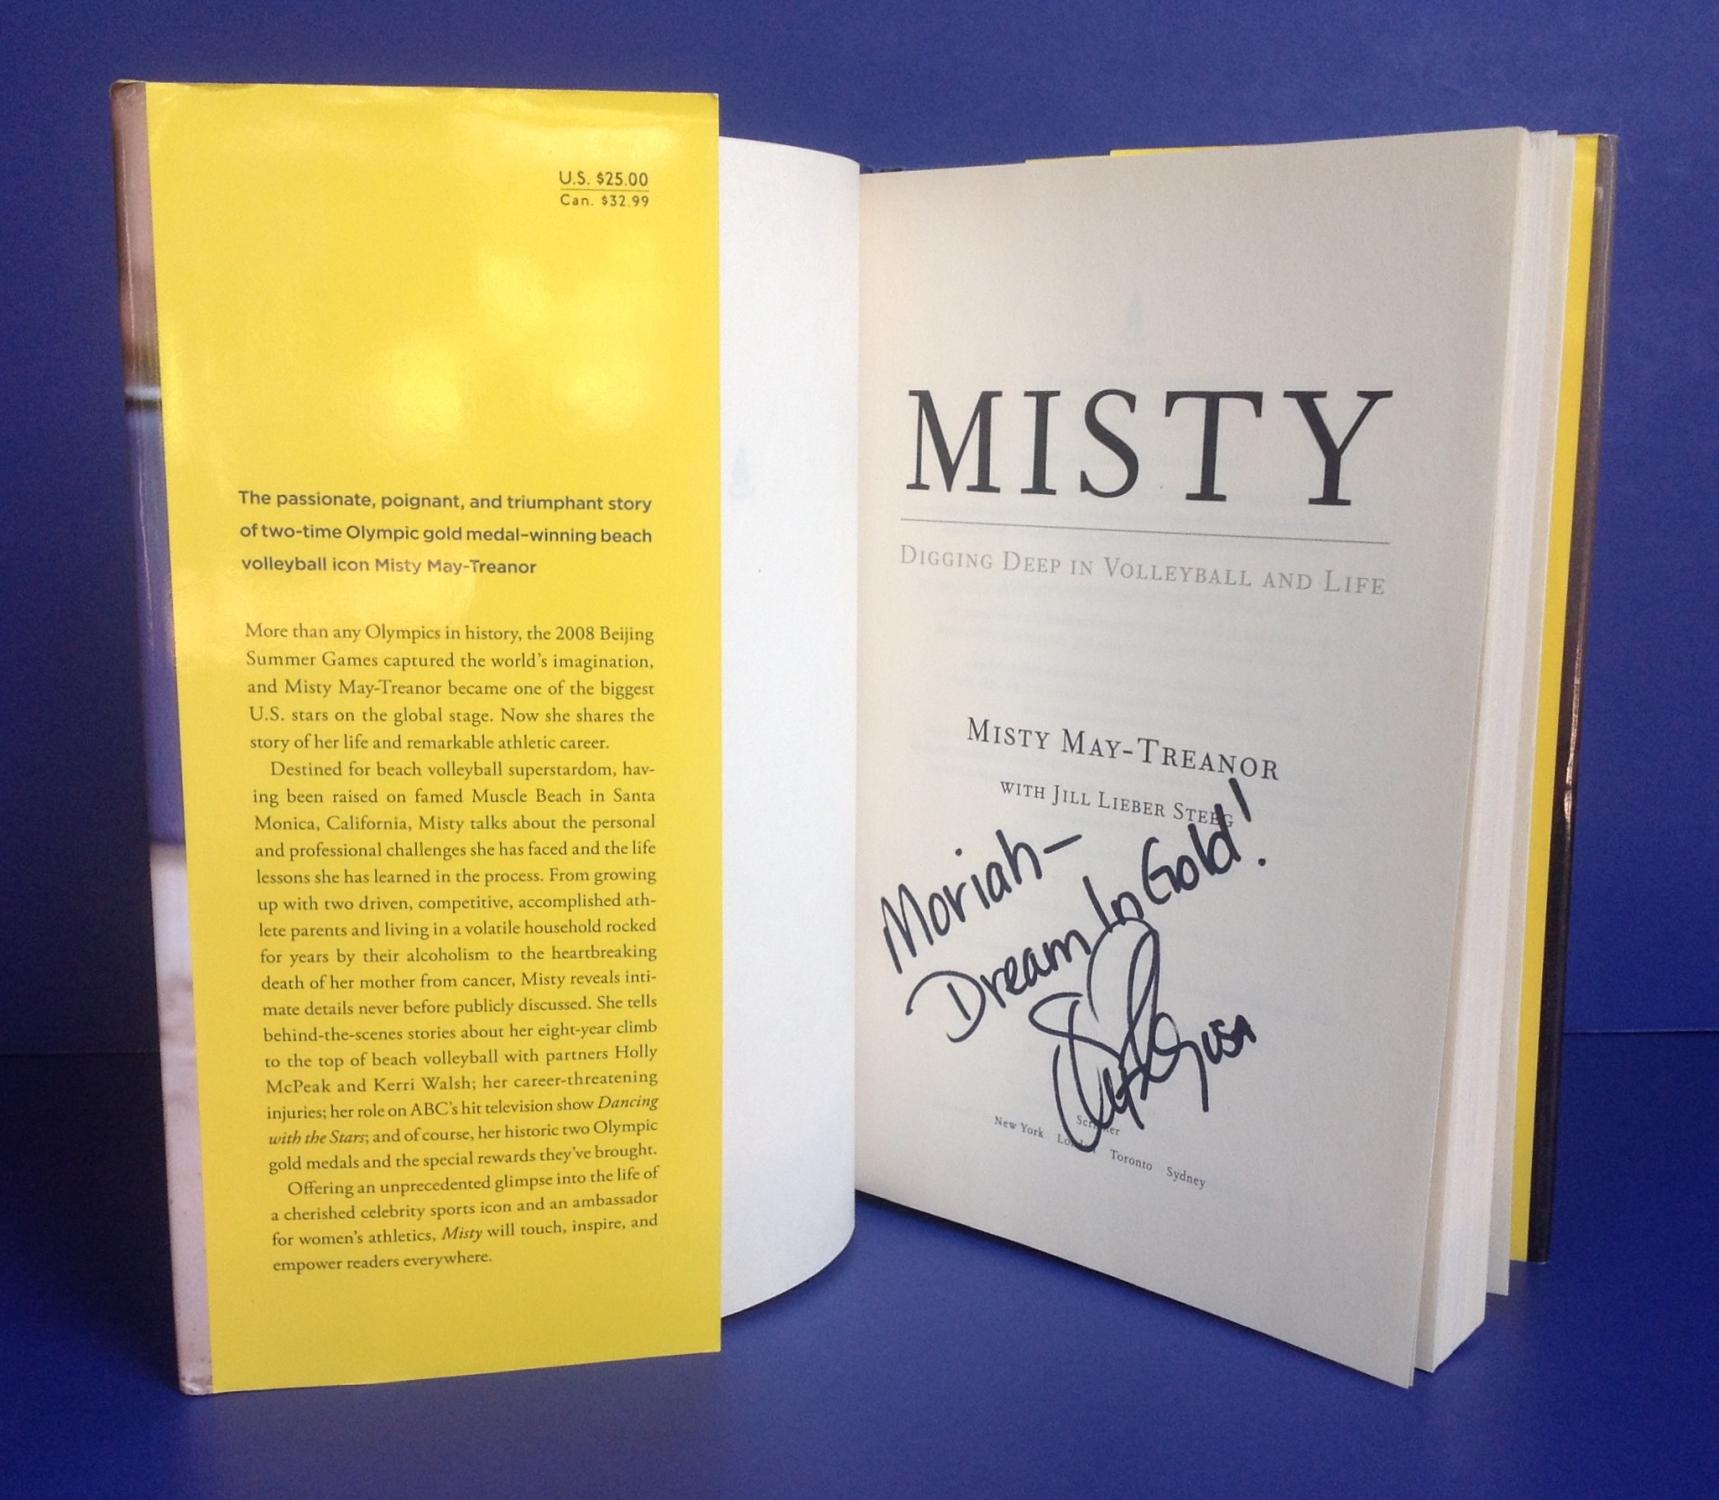 U.S. $25.00
Can. $32.99
The passionate, poignant, and triumphant story
of two-time Olympic gold medal–winning beach
volleyball icon Misty May-Treanor
More than any Olympics in history, the 2008 Beijing
Summer Games captured the world's imagination,
and Misty May-Treanor became one of the biggest
U.S. stars on the global stage. Now she shares the
story of her life and remarkable athletic career.
Destined for beach volleyball superstardom, hav-
ing been raised on famed Muscle Beach in Santa
Monica, California, Misty talks about the personal
and professional challenges she has faced and the life
lessons she has learned in the process. From growing
up with two driven, competitive, accomplished ath-
lete parents and living in a volatile household rocked
for years by their alcoholism to the heartbreaking
death of her mother from cancer, Misty reveals inti-
mate details never before publicly discussed. She tells
behind-the-scenes stories about her eight-year climb
to the top of beach volleyball with partners Holly
McPeak and Kerri Walsh; her career-threatening
injuries; her role on ABC's hit television show Dancing
with the Stars; and of course, her historic two Olympic
gold medals and the special rewards they've brought.
Offering an unprecedented glimpse into the life of
a cherished celebrity sports icon and an ambassador
for women's athletics, Misty will touch, inspire, and
empower readers everywhere.
MISTY
Digging Deep in Volleyball and Life
Misty May-Treanor
with Jill Lieber Steeg
Moriah–
Dream In Gold!
USA
Scribner
New York London Toronto Sydney